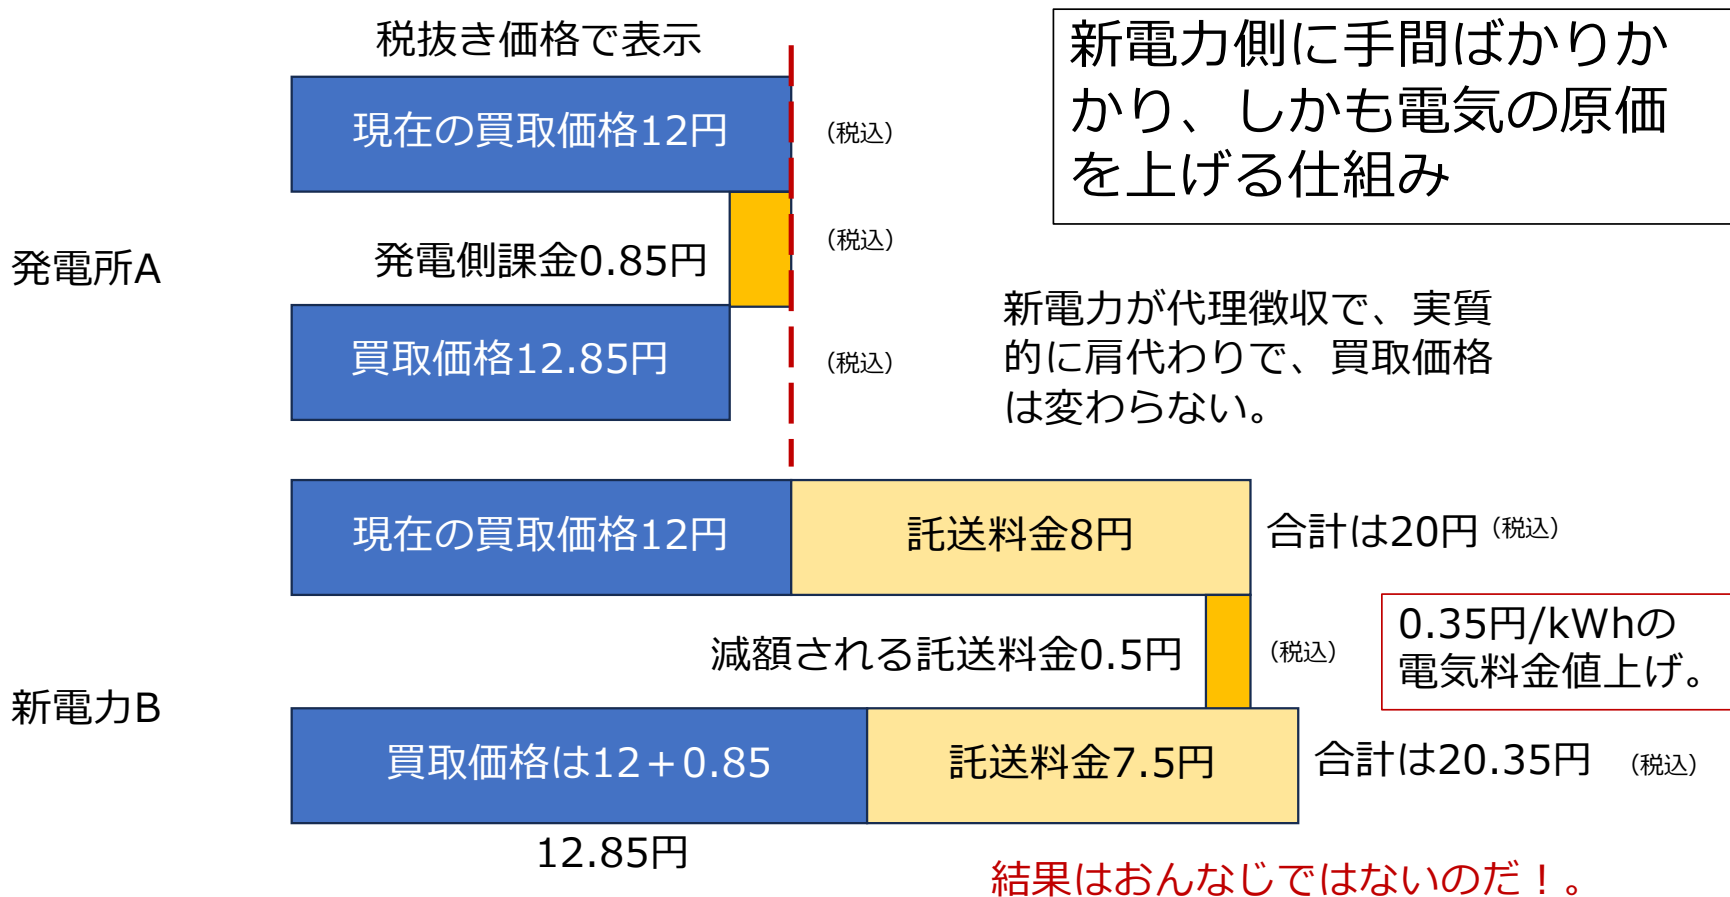 税抜き価格で表示
新電力側に手間ばかりか
かり、しかも電気の原価
を上げる仕組み
現在の買取価格12円
（税込）
発電所A
発電側課金0.85円
（税込）
買取価格12.85円
（税込）
新電力が代理徴収で、実質
的に肩代わりで、買取価格
は変わらない。
現在の買取価格12円
託送料金8円
合計は20円（税込）
減額される託送料金0.5円
（税込）
0.35円/kWhの
電気料金値上げ。
新電力B
買取価格は12＋0.85
託送料金7.5円
合計は20.35円
（税込）
12.85円
結果はおんなじではないのだ！。